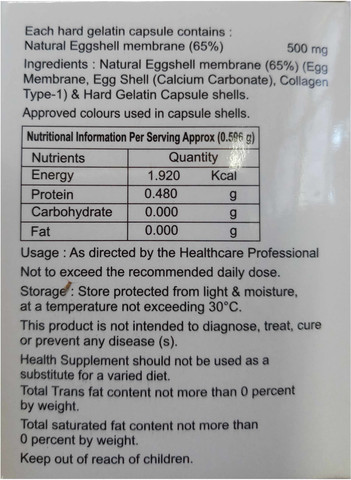 Each hard gelatin capsule contains :
Natural Eggshell membrane (65%) 500 mg
Ingredients : Natural Eggshell membrane (65%) (Egg
Membrane, Egg Shell (Calcium Carbonate), Collagen
Type-1) & Hard Gelatin Capsule shells.
Approved colours used in capsule shells.
Nutritional Information Per Serving Approx (0.596 g)
Nutrients Quantity
Energy 1.920 Kcal
Protein 0.480 g
Carbohydrate 0.000 g
Fat 0.000 g
Usage : As directed by the Healthcare Professional
Not to exceed the recommended daily dose.
Storage : Store protected from light & moisture,
at a temperature not exceeding 30°C.
This product is not intended to diagnose, treat, cure
or prevent any disease (s).
Health Supplement should not be used as a
substitute for a varied diet.
Total Trans fat content not more than 0 percent
by weight.
Total saturated fat content not more than
0 percent by weight.
Keep out of reach of children.